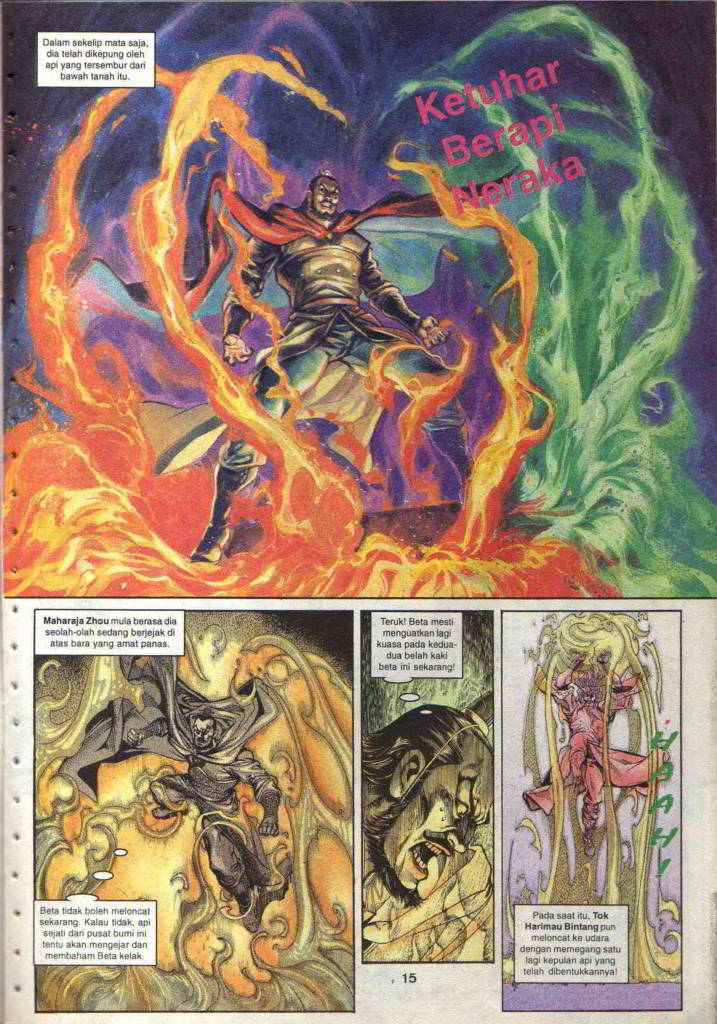 Dalam sekelip mata saja,
dia telah dikepung oleh
api yang tersembur dari
bawah tanah itu.
Ketuhar
Berapi
Neraka
Maharaja Zhou mula berasa dia
seolah-olah sedang berjejak di
atas bara yang amat panas.
Beta tidak boleh meloncat
sekarang. Kalau tidak, api
sejati dari pusat bumi ini
tentu akan mengejar dan
membaham Beta kelak.
Teruk! Beta mesti
menguatkan lagi
kuasa pada kedua-
dua belah kaki
beta ini sekarang!
HAAH!
Pada saat itu, Tok
Harimau Bintang pun
meloncat ke udara
dengan memegang satu
lagi kepulan api yang
telah dibentukkannya!
15